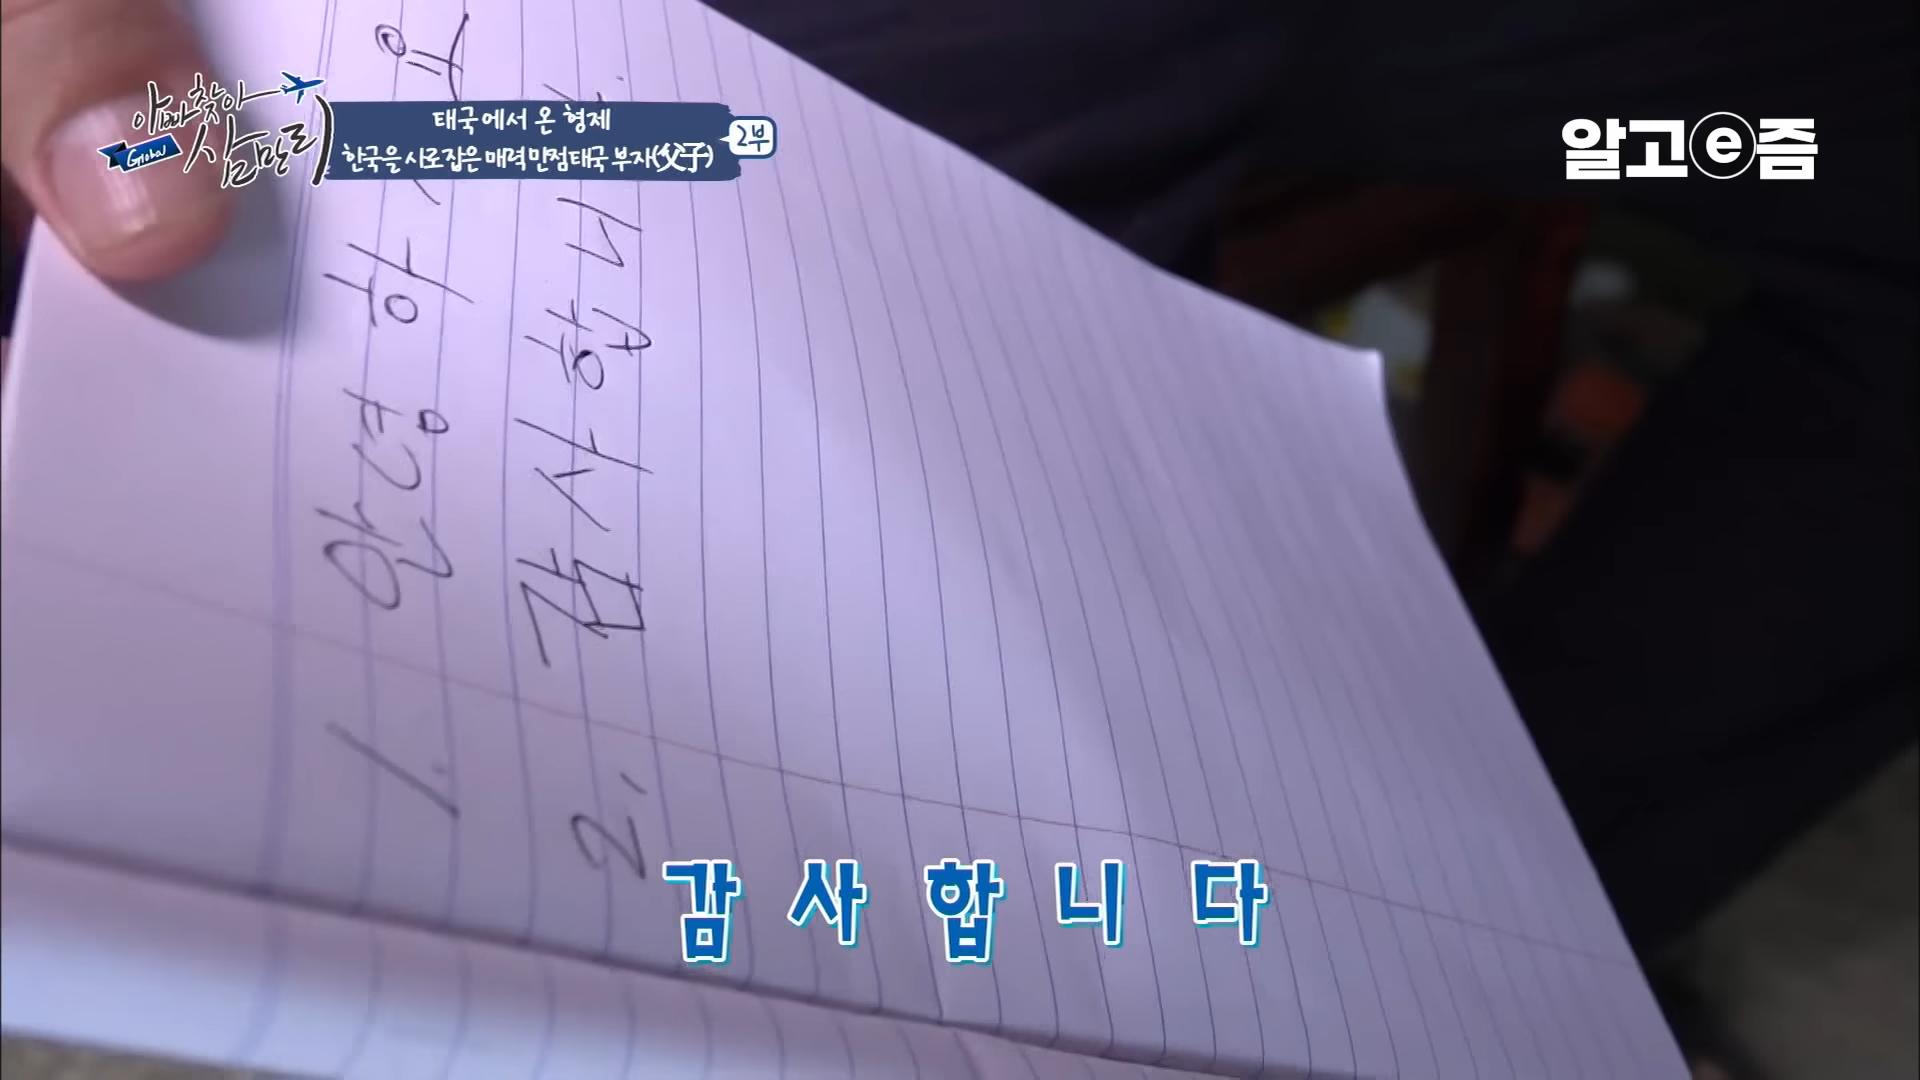 아빠찾아
Global 삼만리
태국에서 온 형제
한국을 사로잡은 매력만점 태국 부자(父子)
2부
알고e즘
1. 안녕하
2. 감사합니
감사합니다